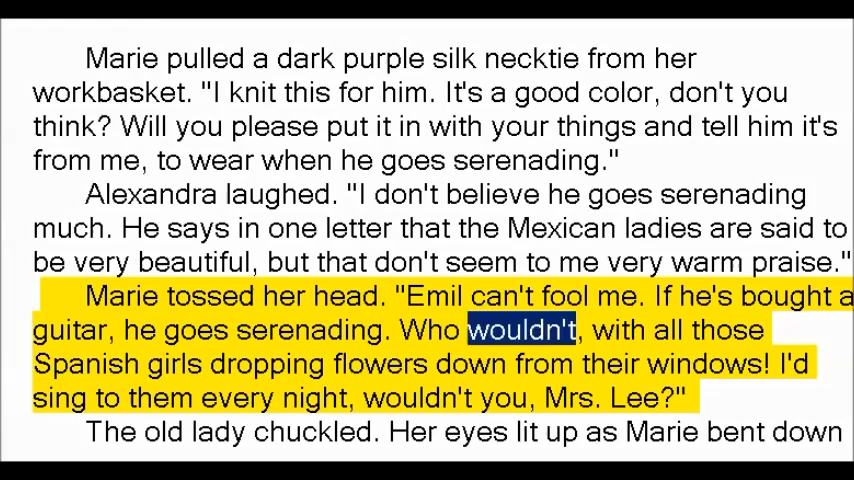 Marie pulled a dark purple silk necktie from her
workbasket. "I knit this for him. It's a good color, don't you
think? Will you please put it in with your things and tell him it's
from me, to wear when he goes serenading."
Alexandra laughed. "I don't believe he goes serenading
much. He says in one letter that the Mexican ladies are said to
be very beautiful, but that don't seem to me very warm praise."
Marie tossed her head. "Emil can't fool me. If he's bought a
guitar, he goes serenading. Who wouldn't, with all those
Spanish girls dropping flowers down from their windows! I'd
sing to them every night, wouldn't you, Mrs. Lee?"
The old lady chuckled. Her eyes lit up as Marie bent down